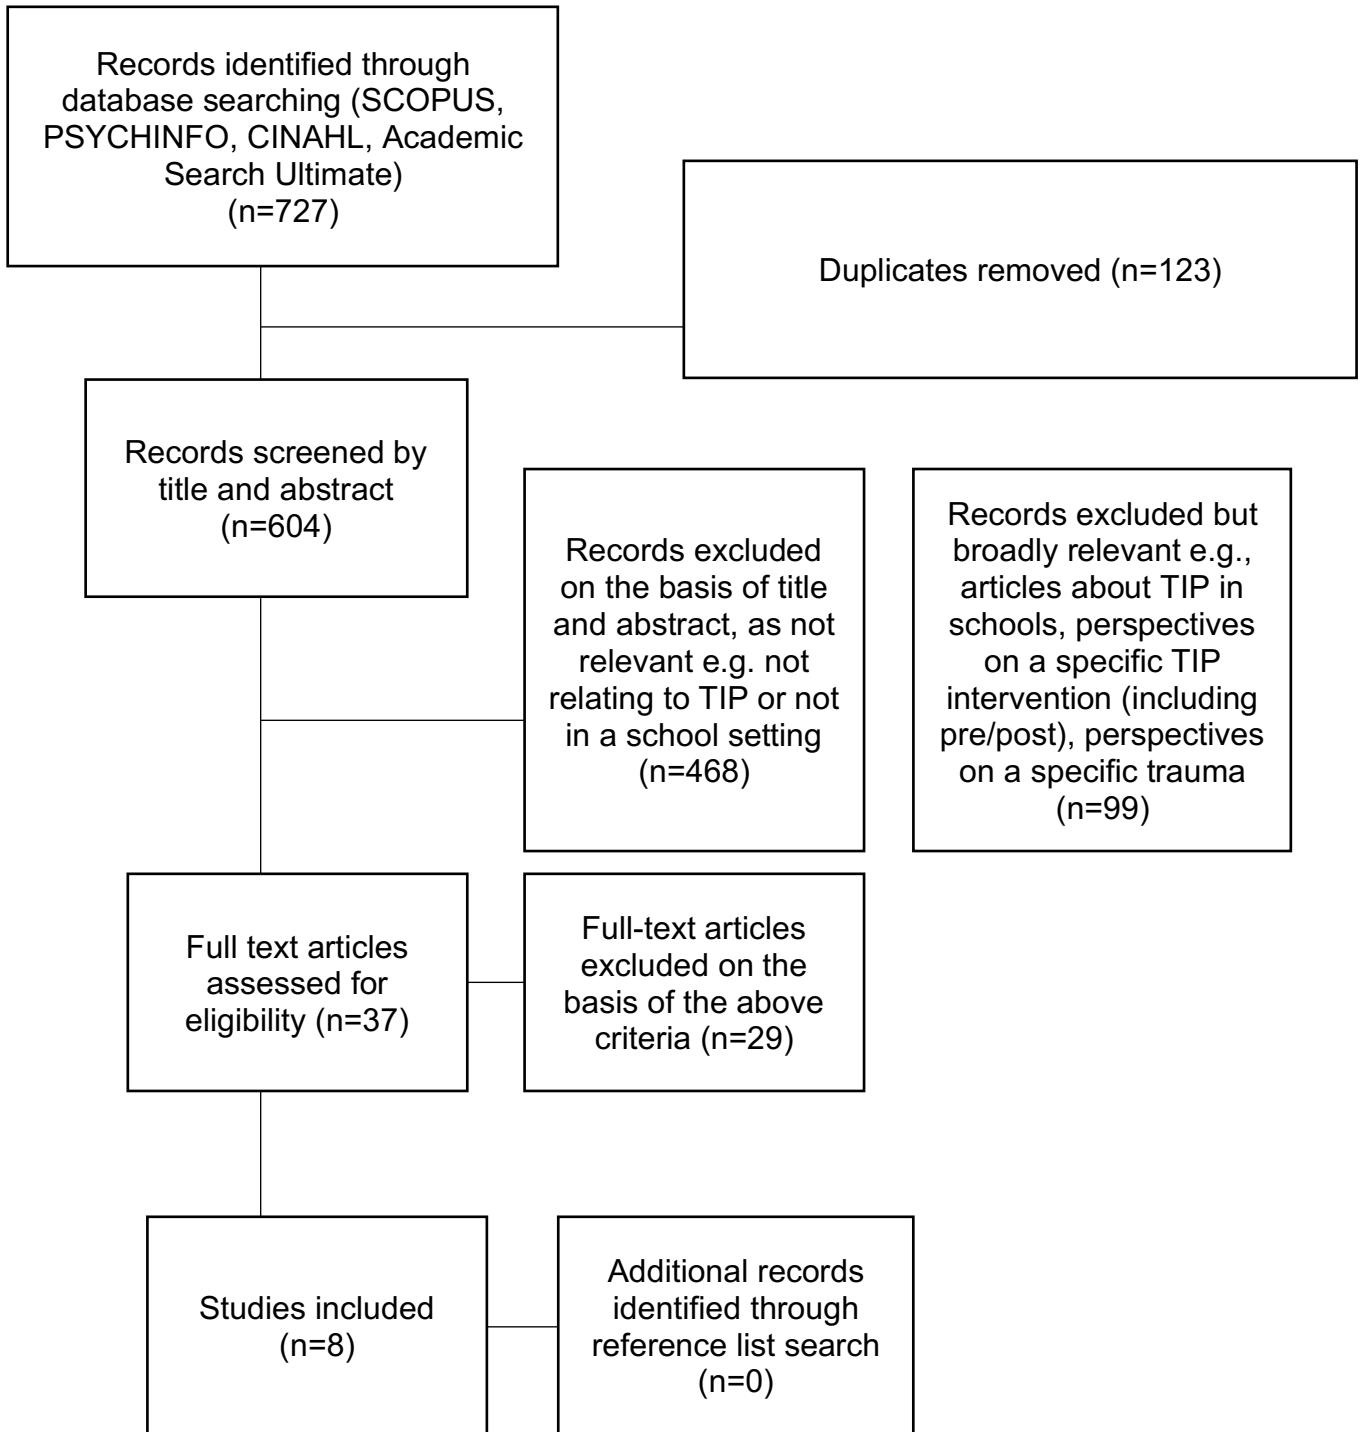 Records identified through
database searching (SCOPUS,
PSYCHINFO, CINAHL, Academic
Search Ultimate)
(n=727)
Duplicates removed (n=123)
Records screened by
title and abstract
(n=604)
Records excluded
on the basis of title
and abstract, as not
relevant e.g. not
relating to TIP or not
in a school setting
(n=468)
Records excluded but
broadly relevant e.g.,
articles about TIP in
schools, perspectives
on a specific TIP
intervention (including
pre/post), perspectives
on a specific trauma
(n=99)
Full text articles
assessed for
eligibility (n=37)
Full-text articles
excluded on the
basis of the above
criteria (n=29)
Studies included
(n=8)
Additional records
identified through
reference list search
(n=0)